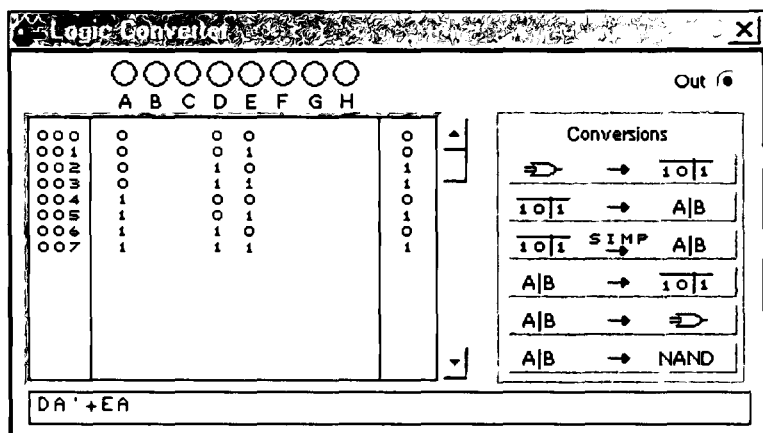 Logic Converter
Out
A B C D E F G H
000 0 0 0 0
001 0 0 1 0
002 0 1 0 1
003 0 1 1 1
004 1 0 0 0
005 1 0 1 1
006 1 1 0 0
007 1 1 1 1
Conversions
→ 1 0|1
1 0|1 → A|B
1 0|1 SIMP → A|B
A|B → 1 0|1
A|B →
A|B → NAND
DA'+EA